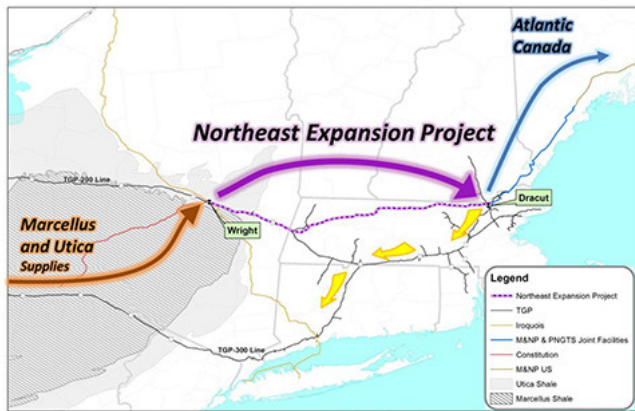 Atlantic
Canada
Northeast Expansion Project
TGP-200 Line
Dracut
Marcellus
and Utica
Supplies
Wright
TGP-300 Line
Legend
Northeast Expansion Project
TGP
Iroquois
M&NP & PNGTS Joint Facilities
Constitution
M&NP US
Utica Shale
Marcellus Shale